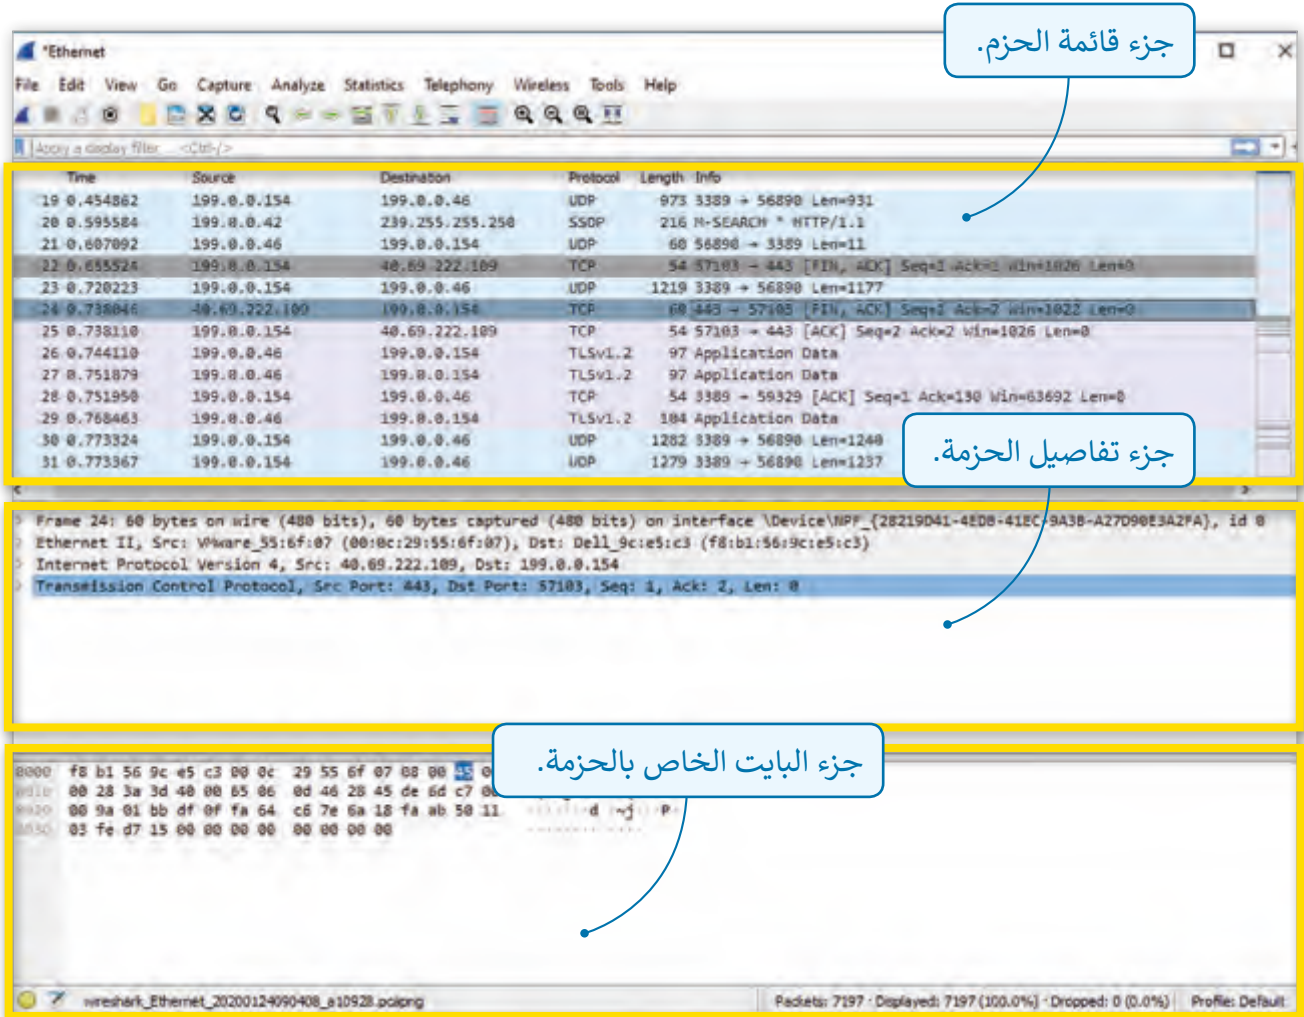 جزء قائمة الحزم.
*Ethernet
File Edit View Go Capture Analyze Statistics Telephony Wireless Tools Help
Apply a display filter ... <Ctrl-/>
Time Source Destination Protocol Length Info
19 0.454862 199.0.0.154 199.0.0.46 UDP 973 3389 → 56890 Len=931
20 0.595584 199.0.0.42 239.255.255.250 SSDP 216 M-SEARCH * HTTP/1.1
21 0.607092 199.0.0.46 199.0.0.154 UDP 60 56890 → 3389 Len=11
22 0.655524 199.0.0.154 40.69.222.109 TCP 54 57103 → 443 [FIN, ACK] Seq=1 Ack=1 Win=1026 Len=0
23 0.720223 199.0.0.154 199.0.0.46 UDP 1219 3389 → 56890 Len=1177
24 0.738046 40.69.222.109 199.0.0.154 TCP 60 443 → 57103 [FIN, ACK] Seq=1 Ack=2 Win=1022 Len=0
25 0.738110 199.0.0.154 40.69.222.109 TCP 54 57103 → 443 [ACK] Seq=2 Ack=2 Win=1026 Len=0
26 0.744110 199.0.0.46 199.0.0.154 TLSv1.2 97 Application Data
27 0.751879 199.0.0.46 199.0.0.154 TLSv1.2 97 Application Data
28 0.751950 199.0.0.154 199.0.0.46 TCP 54 3389 → 59329 [ACK] Seq=1 Ack=130 Win=63692 Len=0
29 0.768463 199.0.0.46 199.0.0.154 TLSv1.2 104 Application Data
30 0.773324 199.0.0.154 199.0.0.46 UDP 1282 3389 → 56890 Len=1240
31 0.773367 199.0.0.154 199.0.0.46 UDP 1279 3389 → 56890 Len=1237
جزء تفاصيل الحزمة.
Frame 24: 60 bytes on wire (480 bits), 60 bytes captured (480 bits) on interface \Device\NPF_{28219D41-4EDB-41EC-9A3B-A27D90E3A2FA}, id 0
Ethernet II, Src: VMware_55:6f:07 (00:0c:29:55:6f:07), Dst: Dell_9c:e5:c3 (f8:b1:56:9c:e5:c3)
Internet Protocol Version 4, Src: 40.69.222.109, Dst: 199.0.0.154
Transmission Control Protocol, Src Port: 443, Dst Port: 57103, Seq: 1, Ack: 2, Len: 0
جزء البايت الخاص بالحزمة.
0000 f8 b1 56 9c e5 c3 00 0c 29 55 6f 07 08 00 45 0
0010 00 28 3a 3d 40 00 65 06 0d 46 28 45 de 6d c7 00
0020 00 9a 01 bb df 0f fa 64 c6 7e 6a 18 fa ab 50 11 ·······d ·~j···P·
0030 03 fe d7 15 00 00 00 00 00 00 00 00
wireshark_Ethernet_20200124090408_a10928.pcapng
Packets: 7197 · Displayed: 7197 (100.0%) · Dropped: 0 (0.0%) Profile: Default